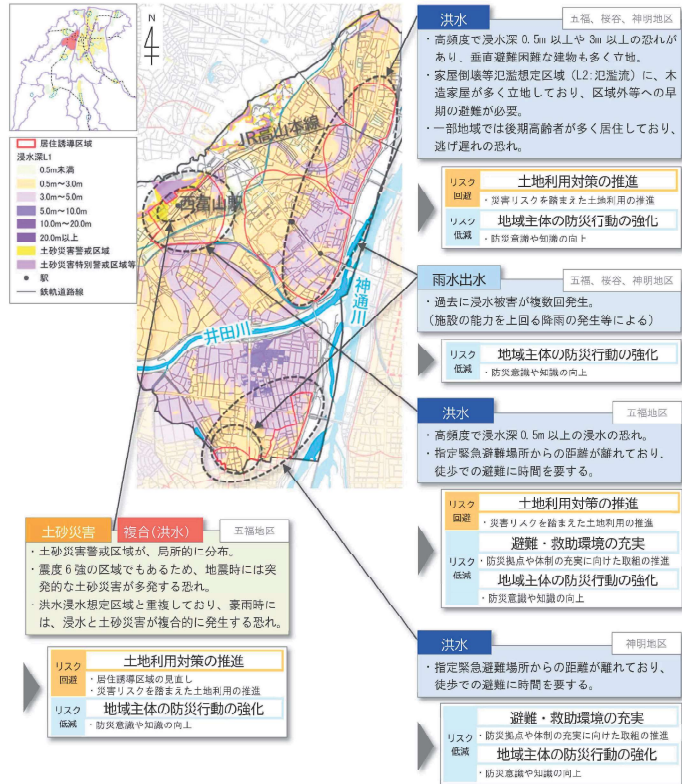 N
居住誘導区域
浸水深L1
0.5m未満
0.5m～3.0m
3.0m～5.0m
5.0m～10.0m
10.0m～20.0m
20.0m以上
土砂災害警戒区域
土砂災害特別警戒区域等
駅
鉄軌道路線
JR高山本線
西富山駅
神通川
井田川
洪水
五福、桜谷、神明地区
・高頻度で浸水深0.5m以上や3m以上の恐れが
あり、垂直避難困難な建物も多く立地。
・家屋倒壊等氾濫想定区域（L2:氾濫流）に、木
造家屋が多く立地しており、区域外等への早
期の避難が必要。
・一部地域では後期高齢者が多く居住しており、
逃げ遅れの恐れ。
リスク
回避
土地利用対策の推進
・災害リスクを踏まえた土地利用の推進
リスク
低減
地域主体の防災行動の強化
・防災意識や知識の向上
雨水出水
五福、桜谷、神明地区
・過去に浸水被害が複数回発生。
（施設の能力を上回る降雨の発生等による）
リスク
低減
地域主体の防災行動の強化
・防災意識や知識の向上
洪水
五福地区
・高頻度で浸水深0.5m以上の浸水の恐れ。
・指定緊急避難場所からの距離が離れており、
徒歩での避難に時間を要する。
リスク
回避
土地利用対策の推進
・災害リスクを踏まえた土地利用の推進
リスク
低減
避難・救助環境の充実
・防災拠点や体制の充実に向けた取組の推進
地域主体の防災行動の強化
・防災意識や知識の向上
土砂災害
複合(洪水)
五福地区
・土砂災害警戒区域が、局所的に分布。
・震度6強の区域でもあるため、地震時には突
発的な土砂災害が多発する恐れ。
・洪水浸水想定区域と重複しており、豪雨時に
は、浸水と土砂災害が複合的に発生する恐れ。
リスク
回避
土地利用対策の推進
・居住誘導区域の見直し
・災害リスクを踏まえた土地利用の推進
リスク
低減
地域主体の防災行動の強化
・防災意識や知識の向上
洪水
神明地区
・指定緊急避難場所からの距離が離れており、
徒歩での避難に時間を要する。
リスク
低減
避難・救助環境の充実
・防災拠点や体制の充実に向けた取組の推進
地域主体の防災行動の強化
・防災意識や知識の向上